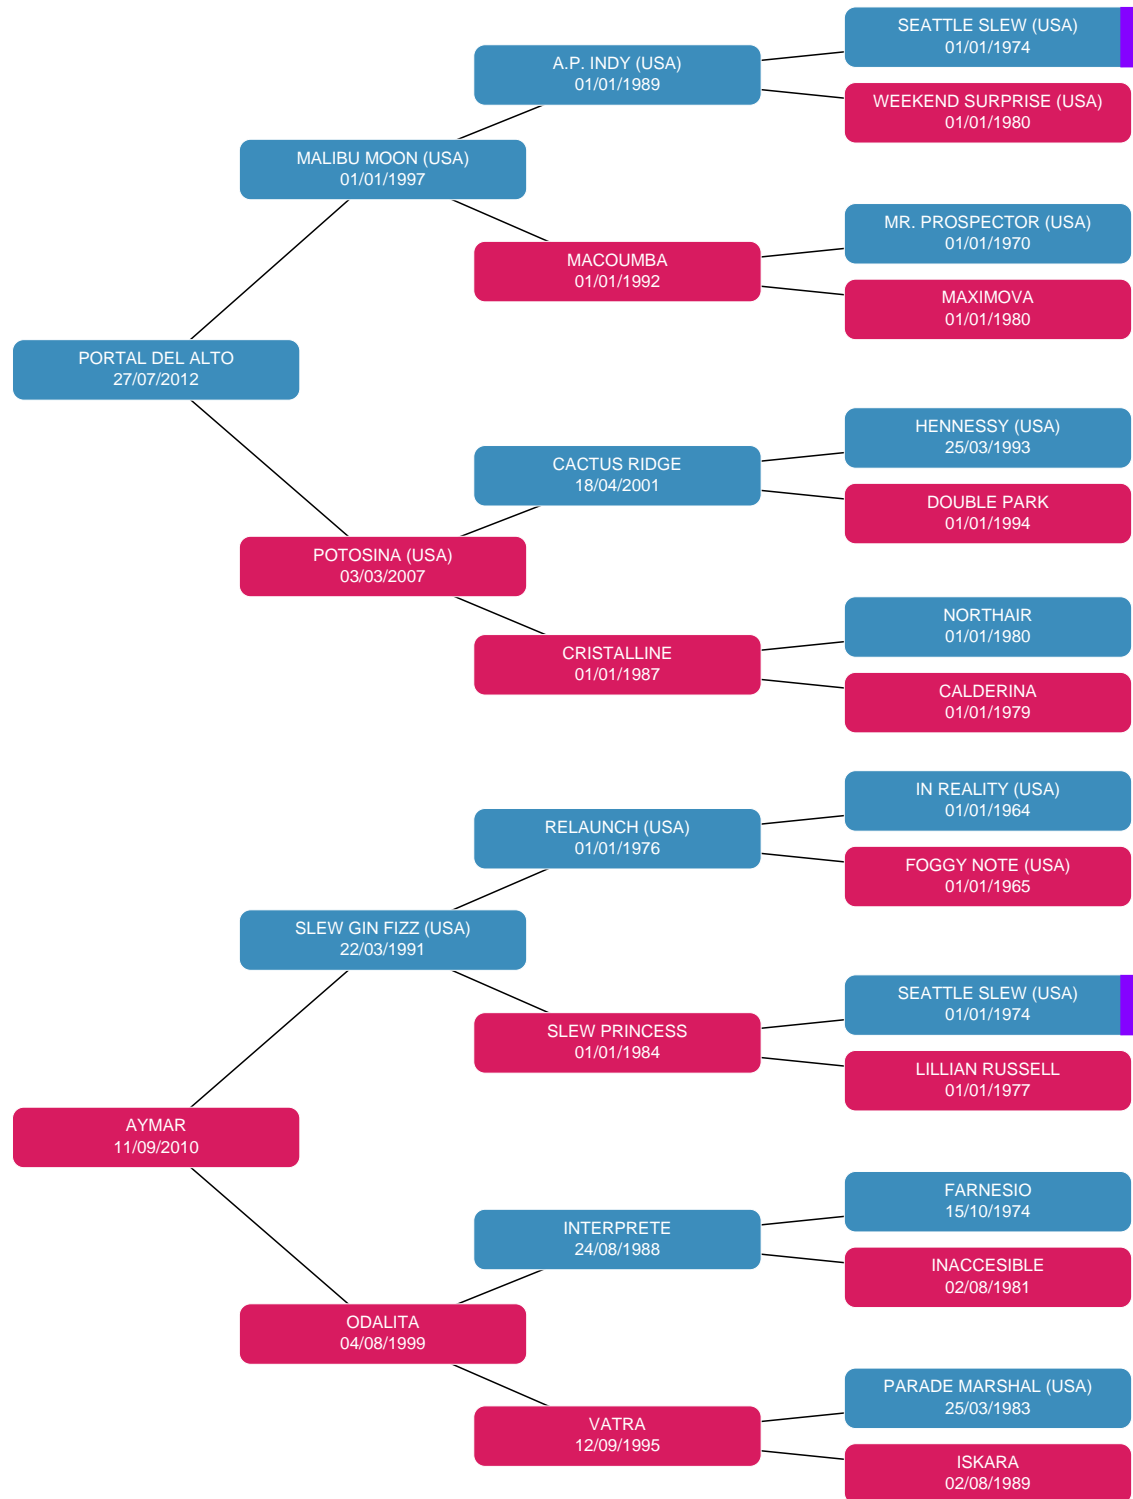 SEATTLE SLEW (USA)
01/01/1974
A.P. INDY (USA)
01/01/1989
WEEKEND SURPRISE (USA)
01/01/1980
MALIBU MOON (USA)
01/01/1997
MR. PROSPECTOR (USA)
01/01/1970
MACOUMBA
01/01/1992
MAXIMOVA
01/01/1980
PORTAL DEL ALTO
27/07/2012
HENNESSY (USA)
25/03/1993
CACTUS RIDGE
18/04/2001
DOUBLE PARK
01/01/1994
POTOSINA (USA)
03/03/2007
NORTHAIR
01/01/1980
CRISTALLINE
01/01/1987
CALDERINA
01/01/1979
IN REALITY (USA)
01/01/1964
RELAUNCH (USA)
01/01/1976
FOGGY NOTE (USA)
01/01/1965
SLEW GIN FIZZ (USA)
22/03/1991
SEATTLE SLEW (USA)
01/01/1974
SLEW PRINCESS
01/01/1984
LILLIAN RUSSELL
01/01/1977
AYMAR
11/09/2010
FARNESIO
15/10/1974
INTERPRETE
24/08/1988
INACCESIBLE
02/08/1981
ODALITA
04/08/1999
PARADE MARSHAL (USA)
25/03/1983
VATRA
12/09/1995
ISKARA
02/08/1989